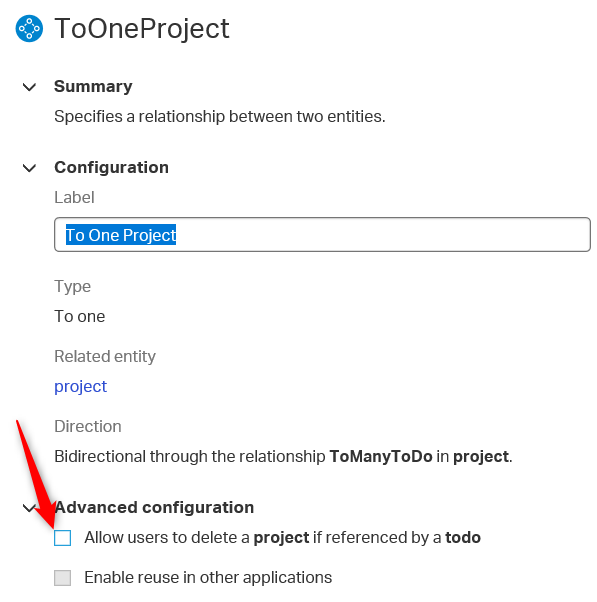 ToOneProject
Summary
Specifies a relationship between two entities.
Configuration
Label
To One Project
Type
To one
Related entity
project
Direction
Bidirectional through the relationship ToManyToDo in project.
Advanced configuration
Allow users to delete a project if referenced by a todo
Enable reuse in other applications